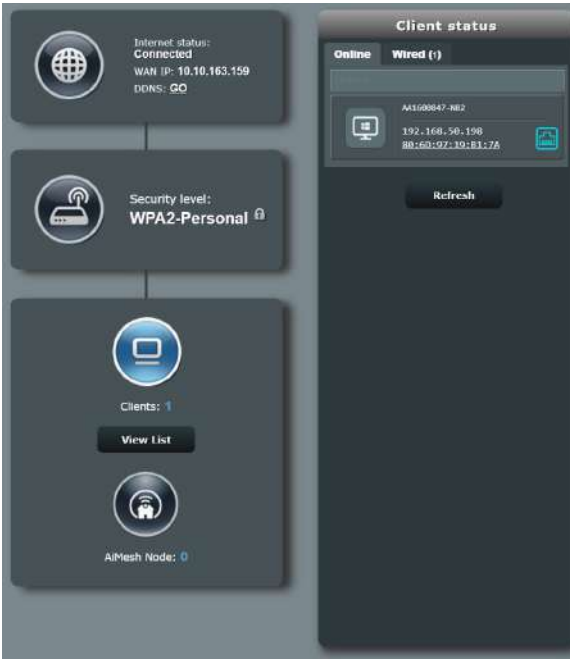 Internet status:
Connected
WAN IP: 10.10.163.159
DDNS: GO
Security level:
WPA2-Personal
Clients: 1
View List
AiMesh Node: 0
Client status
Online Wired (1)
AA1600847-NB2
192.168.50.198
80:6D:97:19:81:7A
Refresh